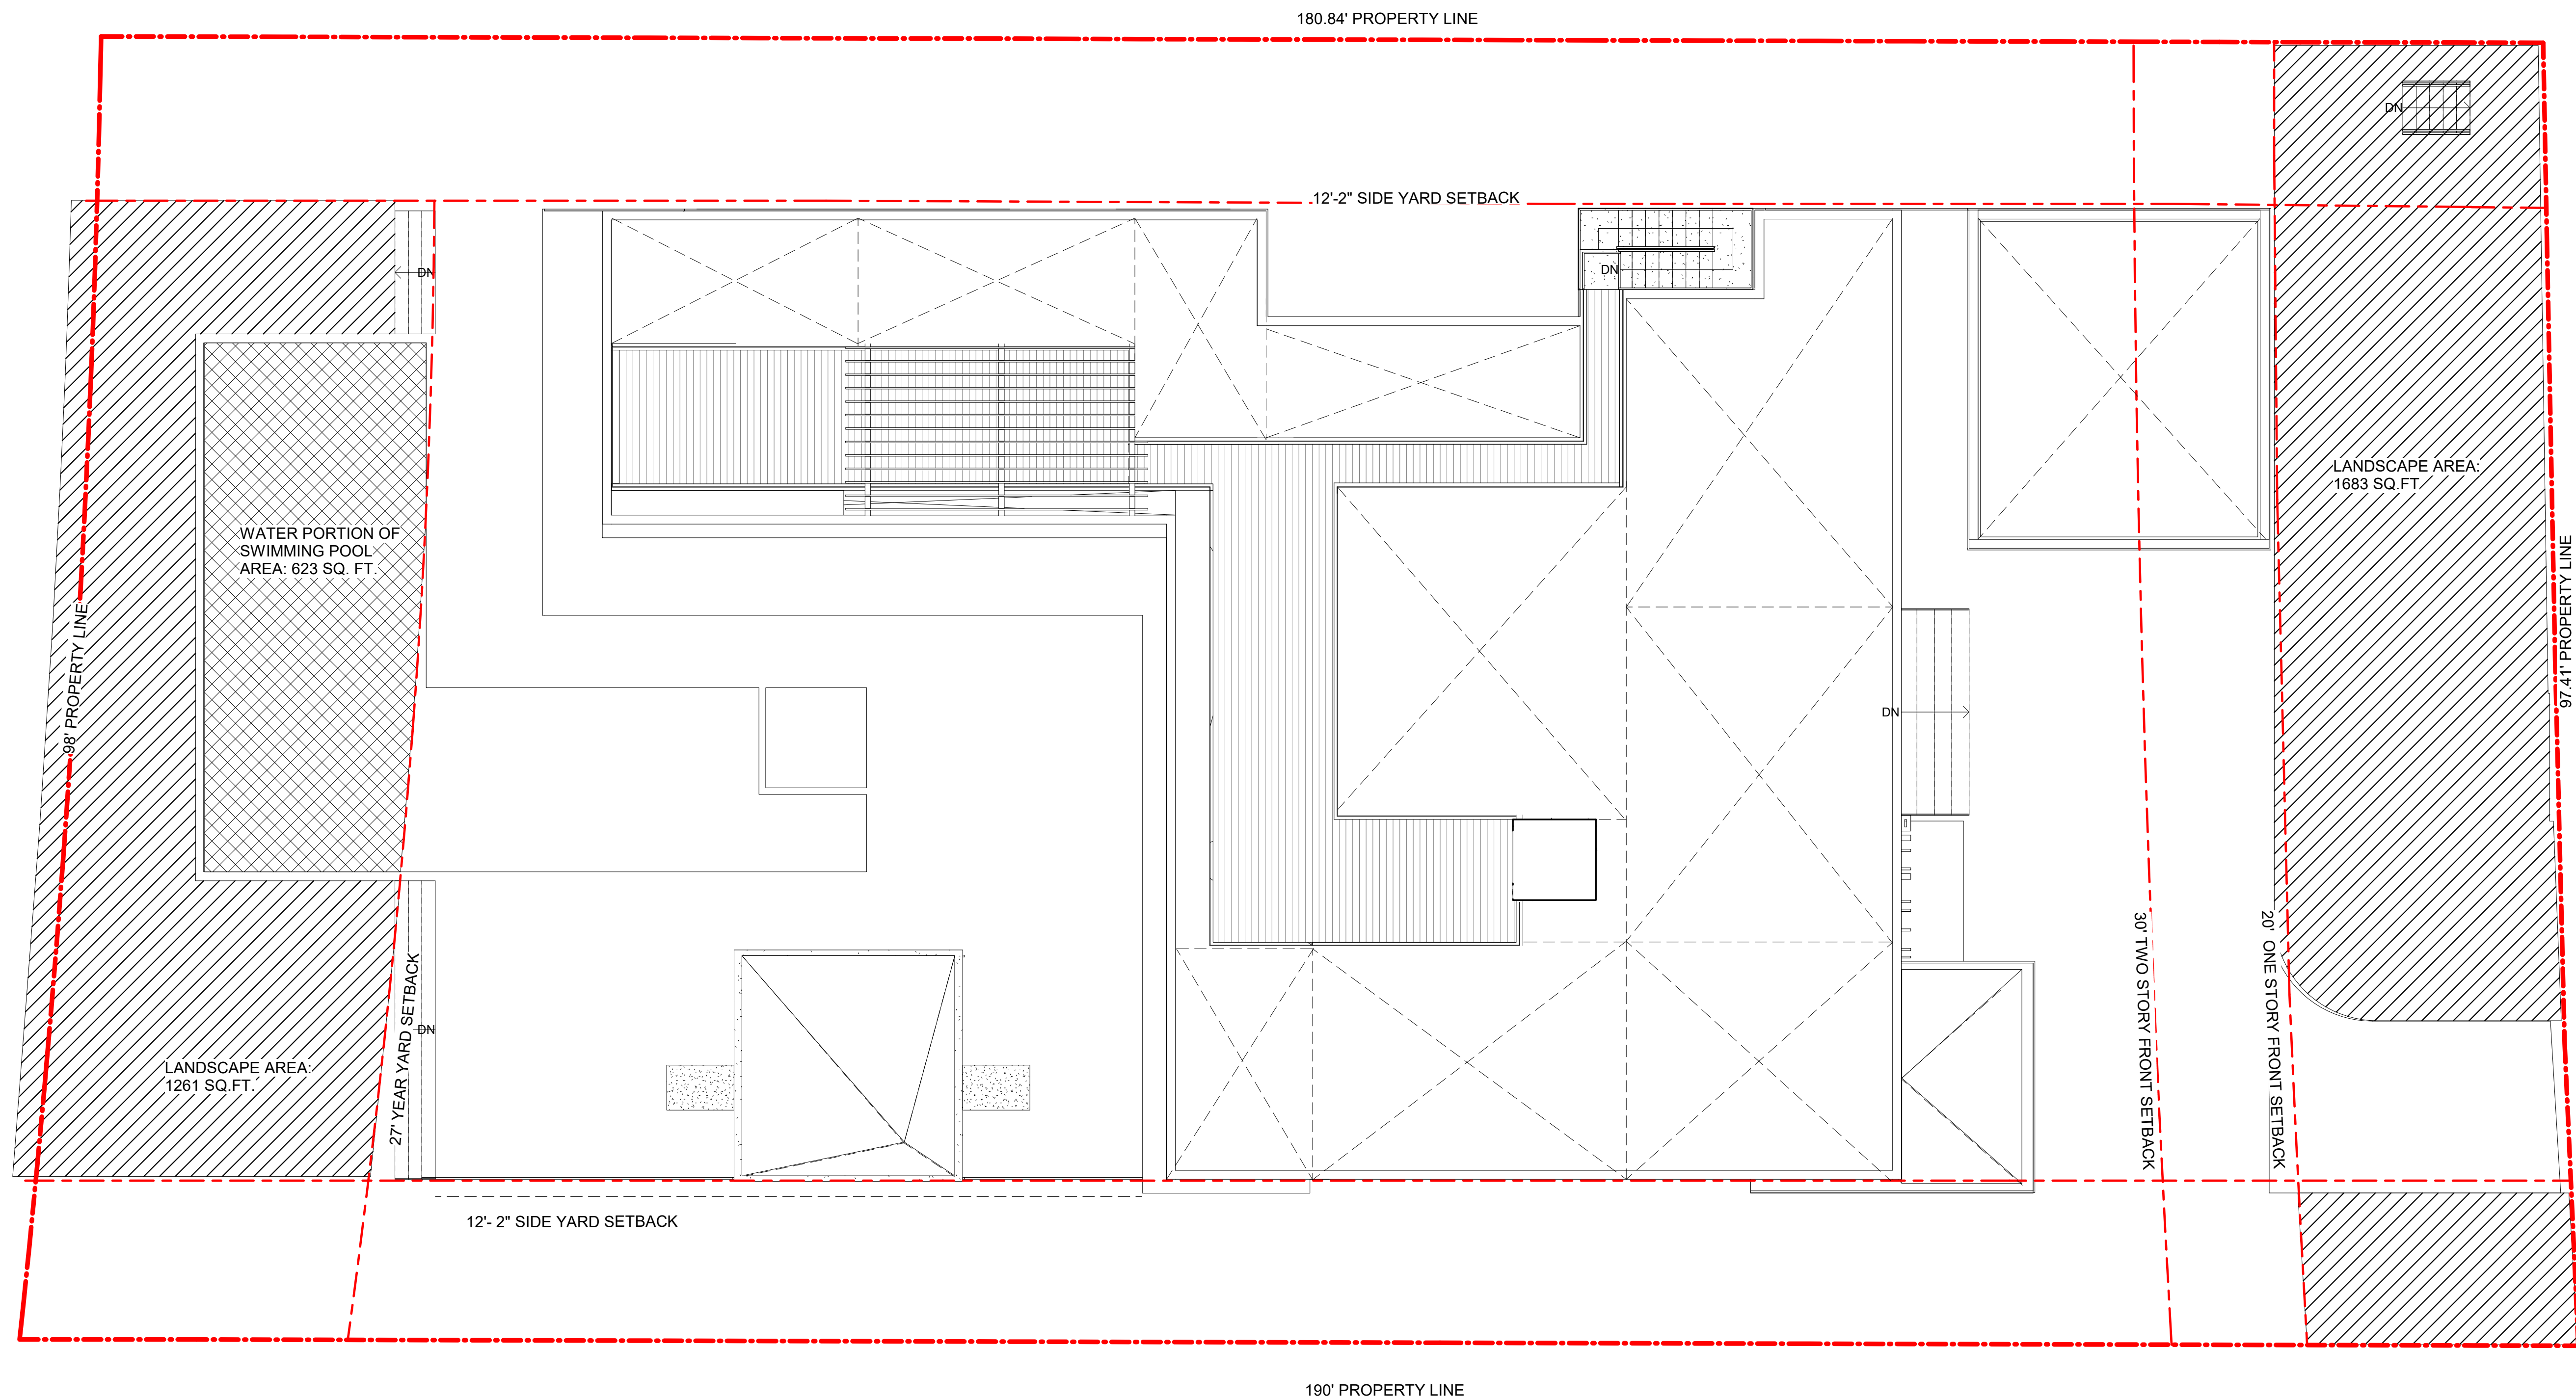 180.84' PROPERTY LINE
DN
12'-2" SIDE YARD SETBACK
DN
DN
LANDSCAPE AREA:
1683 SQ.FT.
WATER PORTION OF
SWIMMING POOL
AREA: 623 SQ. FT.
97.41' PROPERTY LINE
98' PROPERTY LINE
DN
30' TWO STORY FRONT SETBACK
20' ONE STORY FRONT SETBACK
27' YEAR YARD SETBACK
DN
LANDSCAPE AREA:
1261 SQ.FT.
12'- 2" SIDE YARD SETBACK
190' PROPERTY LINE